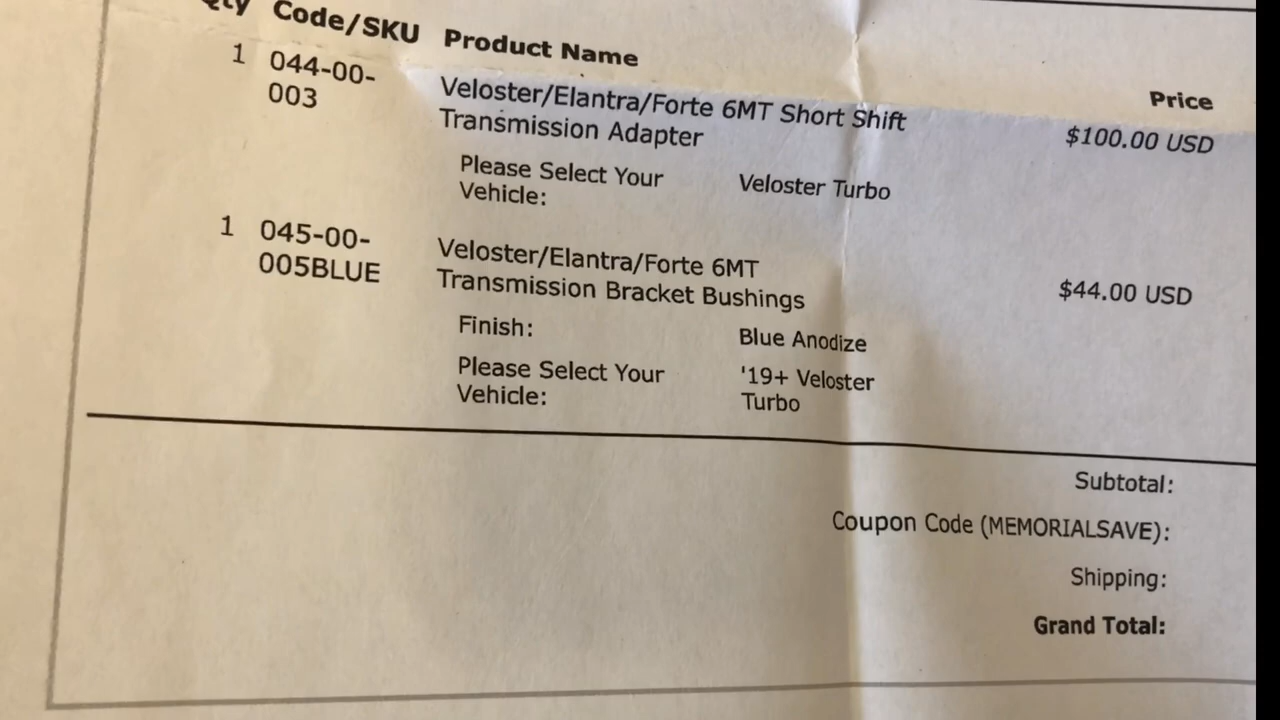 Qty Code/SKU Product Name Price
1 044-00- Veloster/Elantra/Forte 6MT Short Shift $100.00 USD
003 Transmission Adapter
Please Select Your Veloster Turbo
Vehicle:
1 045-00- Veloster/Elantra/Forte 6MT $44.00 USD
005BLUE Transmission Bracket Bushings
Finish: Blue Anodize
Please Select Your '19+ Veloster
Vehicle: Turbo
Subtotal:
Coupon Code (MEMORIALSAVE):
Shipping:
Grand Total: